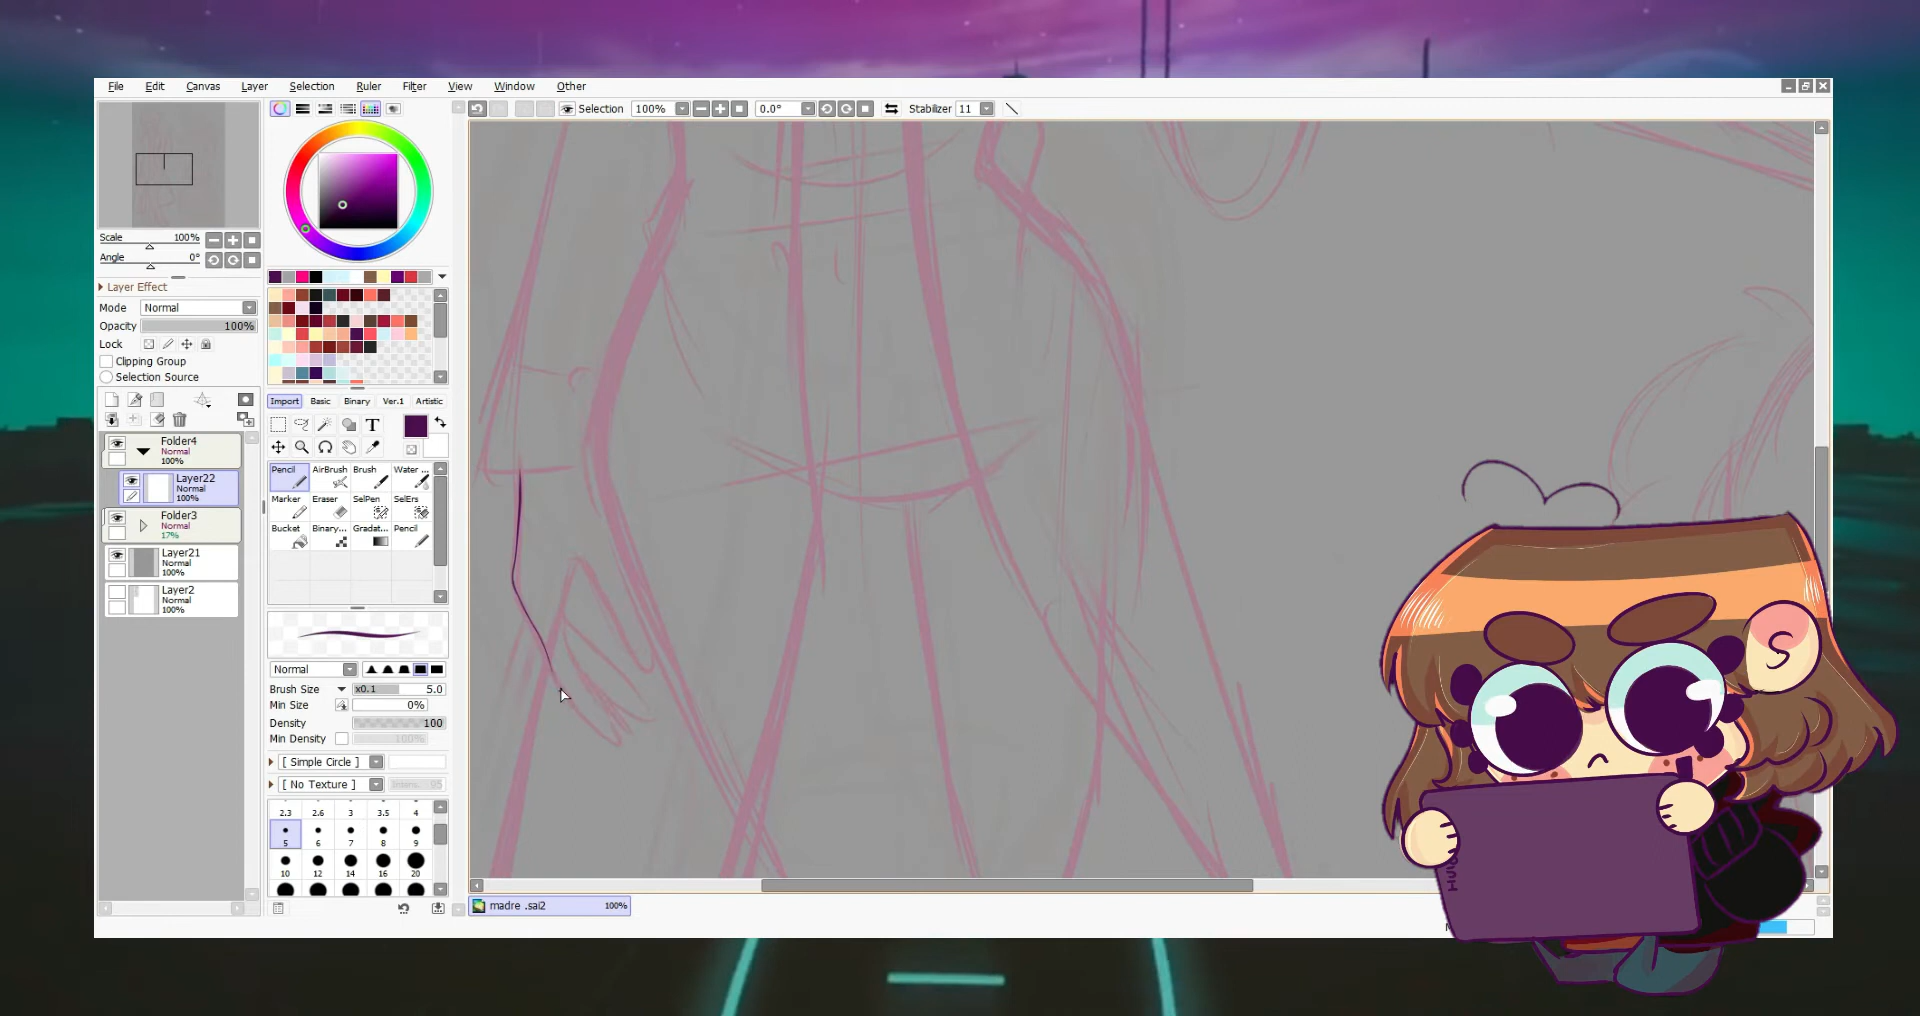 File Edit Canvas Layer Selection Ruler Filter View Window Other
Selection 100% 0.0° Stabilizer 11
Scale 100%
Angle 0°
Layer Effect
Mode Normal
Opacity 100%
Lock
Clipping Group
Selection Source
Folder4
Normal
100%
Layer22
Normal
100%
Folder3
Normal
17%
Layer21
Normal
100%
Layer2
Normal
100%
Import Basic Binary Ver.1 Artistic
T
Pencil AirBrush Brush Water ...
Marker Eraser SelPen SelErs
Bucket Binary... Gradat... Pencil
Normal
Brush Size x0.1 5.0
Min Size 0%
Density 100
Min Density 100%
[ Simple Circle ]
[ No Texture ] 95
2.3 2.6 3 3.5 4
5 6 7 8 9
10 12 14 16 20
madre .sai2 100%